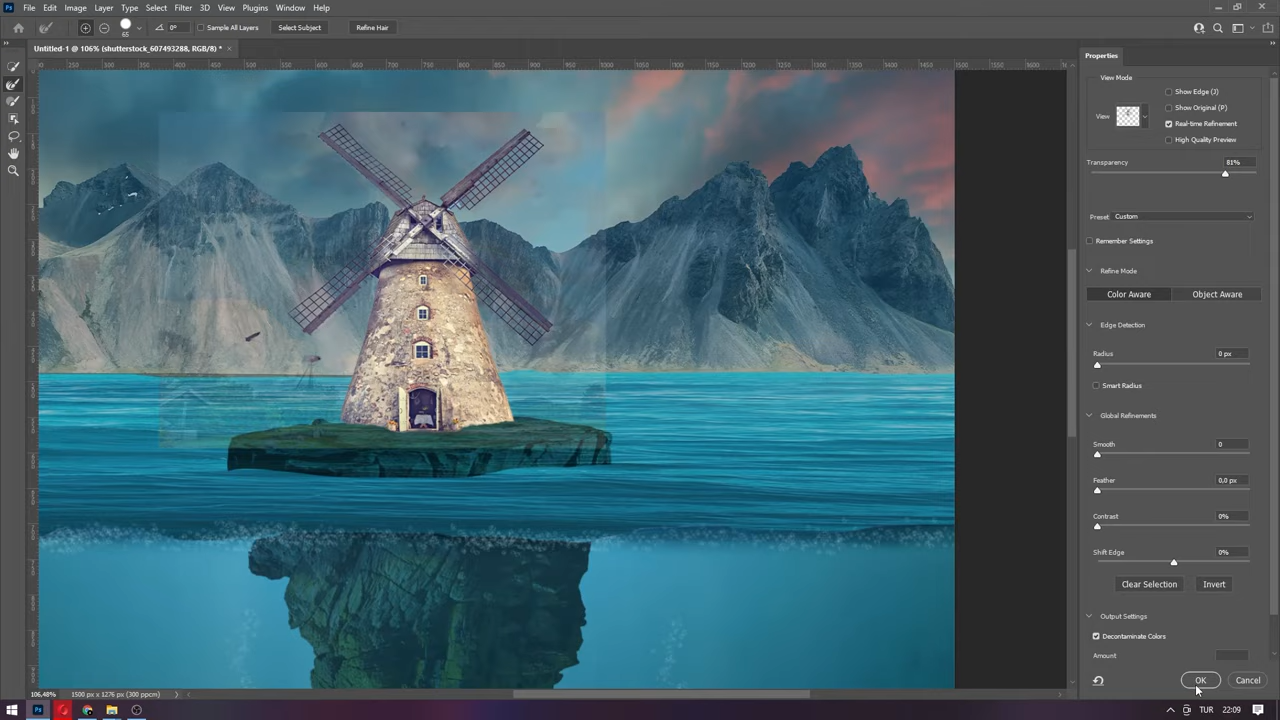 Ps File Edit Image Layer Type Select Filter 3D View Plugins Window Help
65 0° Sample All Layers Select Subject Refine Hair
Untitled-1 @ 106% (shutterstock_607493288, RGB/8) * ×
Properties
View Mode
Show Edge (J)
Show Original (P)
View
Real-time Refinement
High Quality Preview
Transparency 81%
Preset: Custom
Remember Settings
Refine Mode
Color Aware Object Aware
Edge Detection
Radius 0 px
Smart Radius
Global Refinements
Smooth 0
Feather 0,0 px
Contrast 0%
Shift Edge 0%
Clear Selection Invert
Output Settings
Decontaminate Colors
Amount
OK Cancel
106.48% 1500 px x 1276 px (300 ppcm)
Ps TUR 22:09